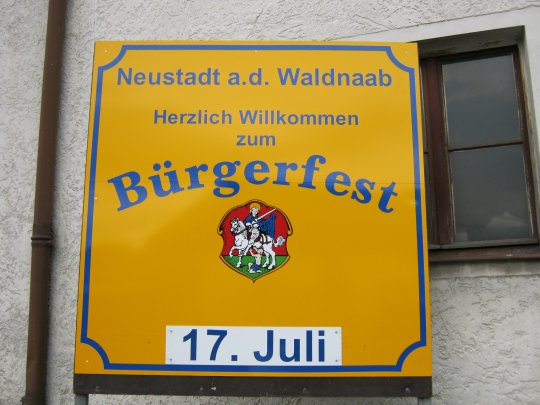 Neustadt a.d. Waldnaab
Herzlich Willkommen
zum
Bürgerfest
17. Juli